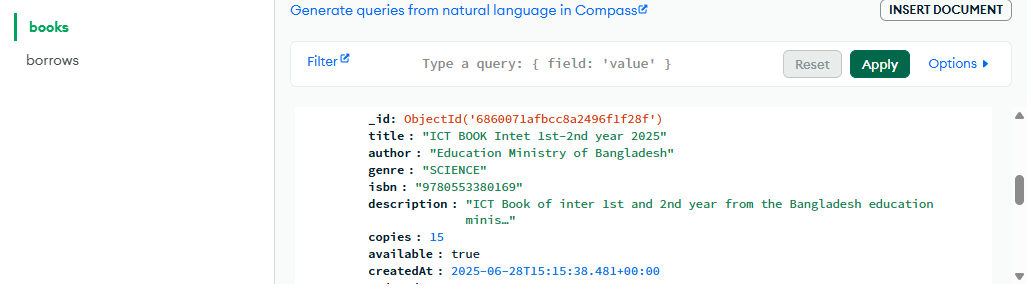 Generate queries from natural language in Compass
INSERT DOCUMENT
books
borrows
Filter
Type a query: { field: 'value' }
Reset
Apply
Options
_id: ObjectId('6860071afbcc8a2496f1f28f')
title : "ICT BOOK Intet 1st-2nd year 2025"
author : "Education Ministry of Bangladesh"
genre : "SCIENCE"
isbn : "9780553380169"
description : "ICT Book of inter 1st and 2nd year from the Bangladesh education
minis…"
copies : 15
available : true
createdAt : 2025-06-28T15:15:38.481+00:00